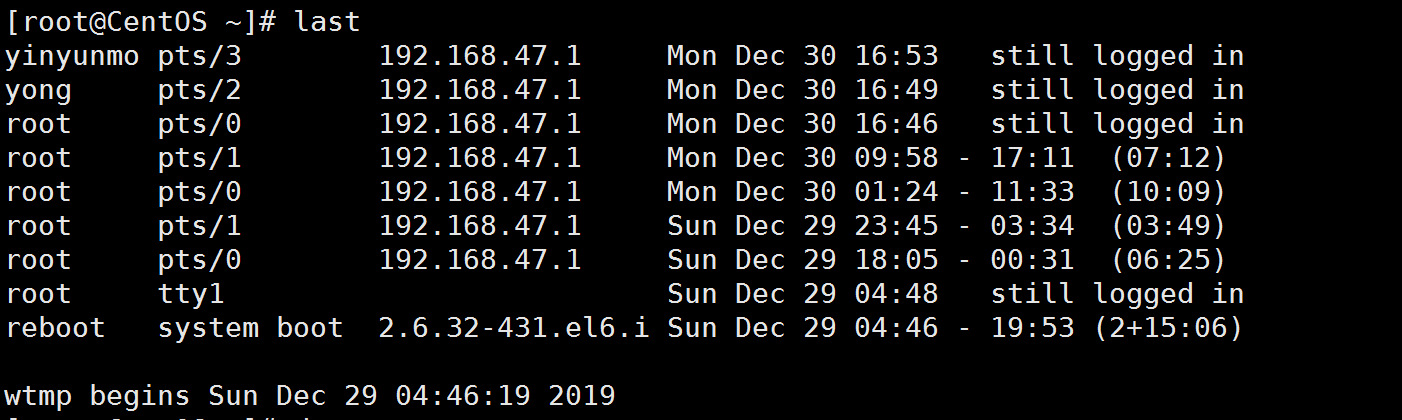 [root@CentOS ~]# last
yinyunmo pts/3        192.168.47.1     Mon Dec 30 16:53   still logged in
yong     pts/2        192.168.47.1     Mon Dec 30 16:49   still logged in
root     pts/0        192.168.47.1     Mon Dec 30 16:46   still logged in
root     pts/1        192.168.47.1     Mon Dec 30 09:58 - 17:11  (07:12)
root     pts/0        192.168.47.1     Mon Dec 30 01:24 - 11:33  (10:09)
root     pts/1        192.168.47.1     Sun Dec 29 23:45 - 03:34  (03:49)
root     pts/0        192.168.47.1     Sun Dec 29 18:05 - 00:31  (06:25)
root     tty1                          Sun Dec 29 04:48   still logged in
reboot   system boot  2.6.32-431.el6.i Sun Dec 29 04:46 - 19:53 (2+15:06)
wtmp begins Sun Dec 29 04:46:19 2019